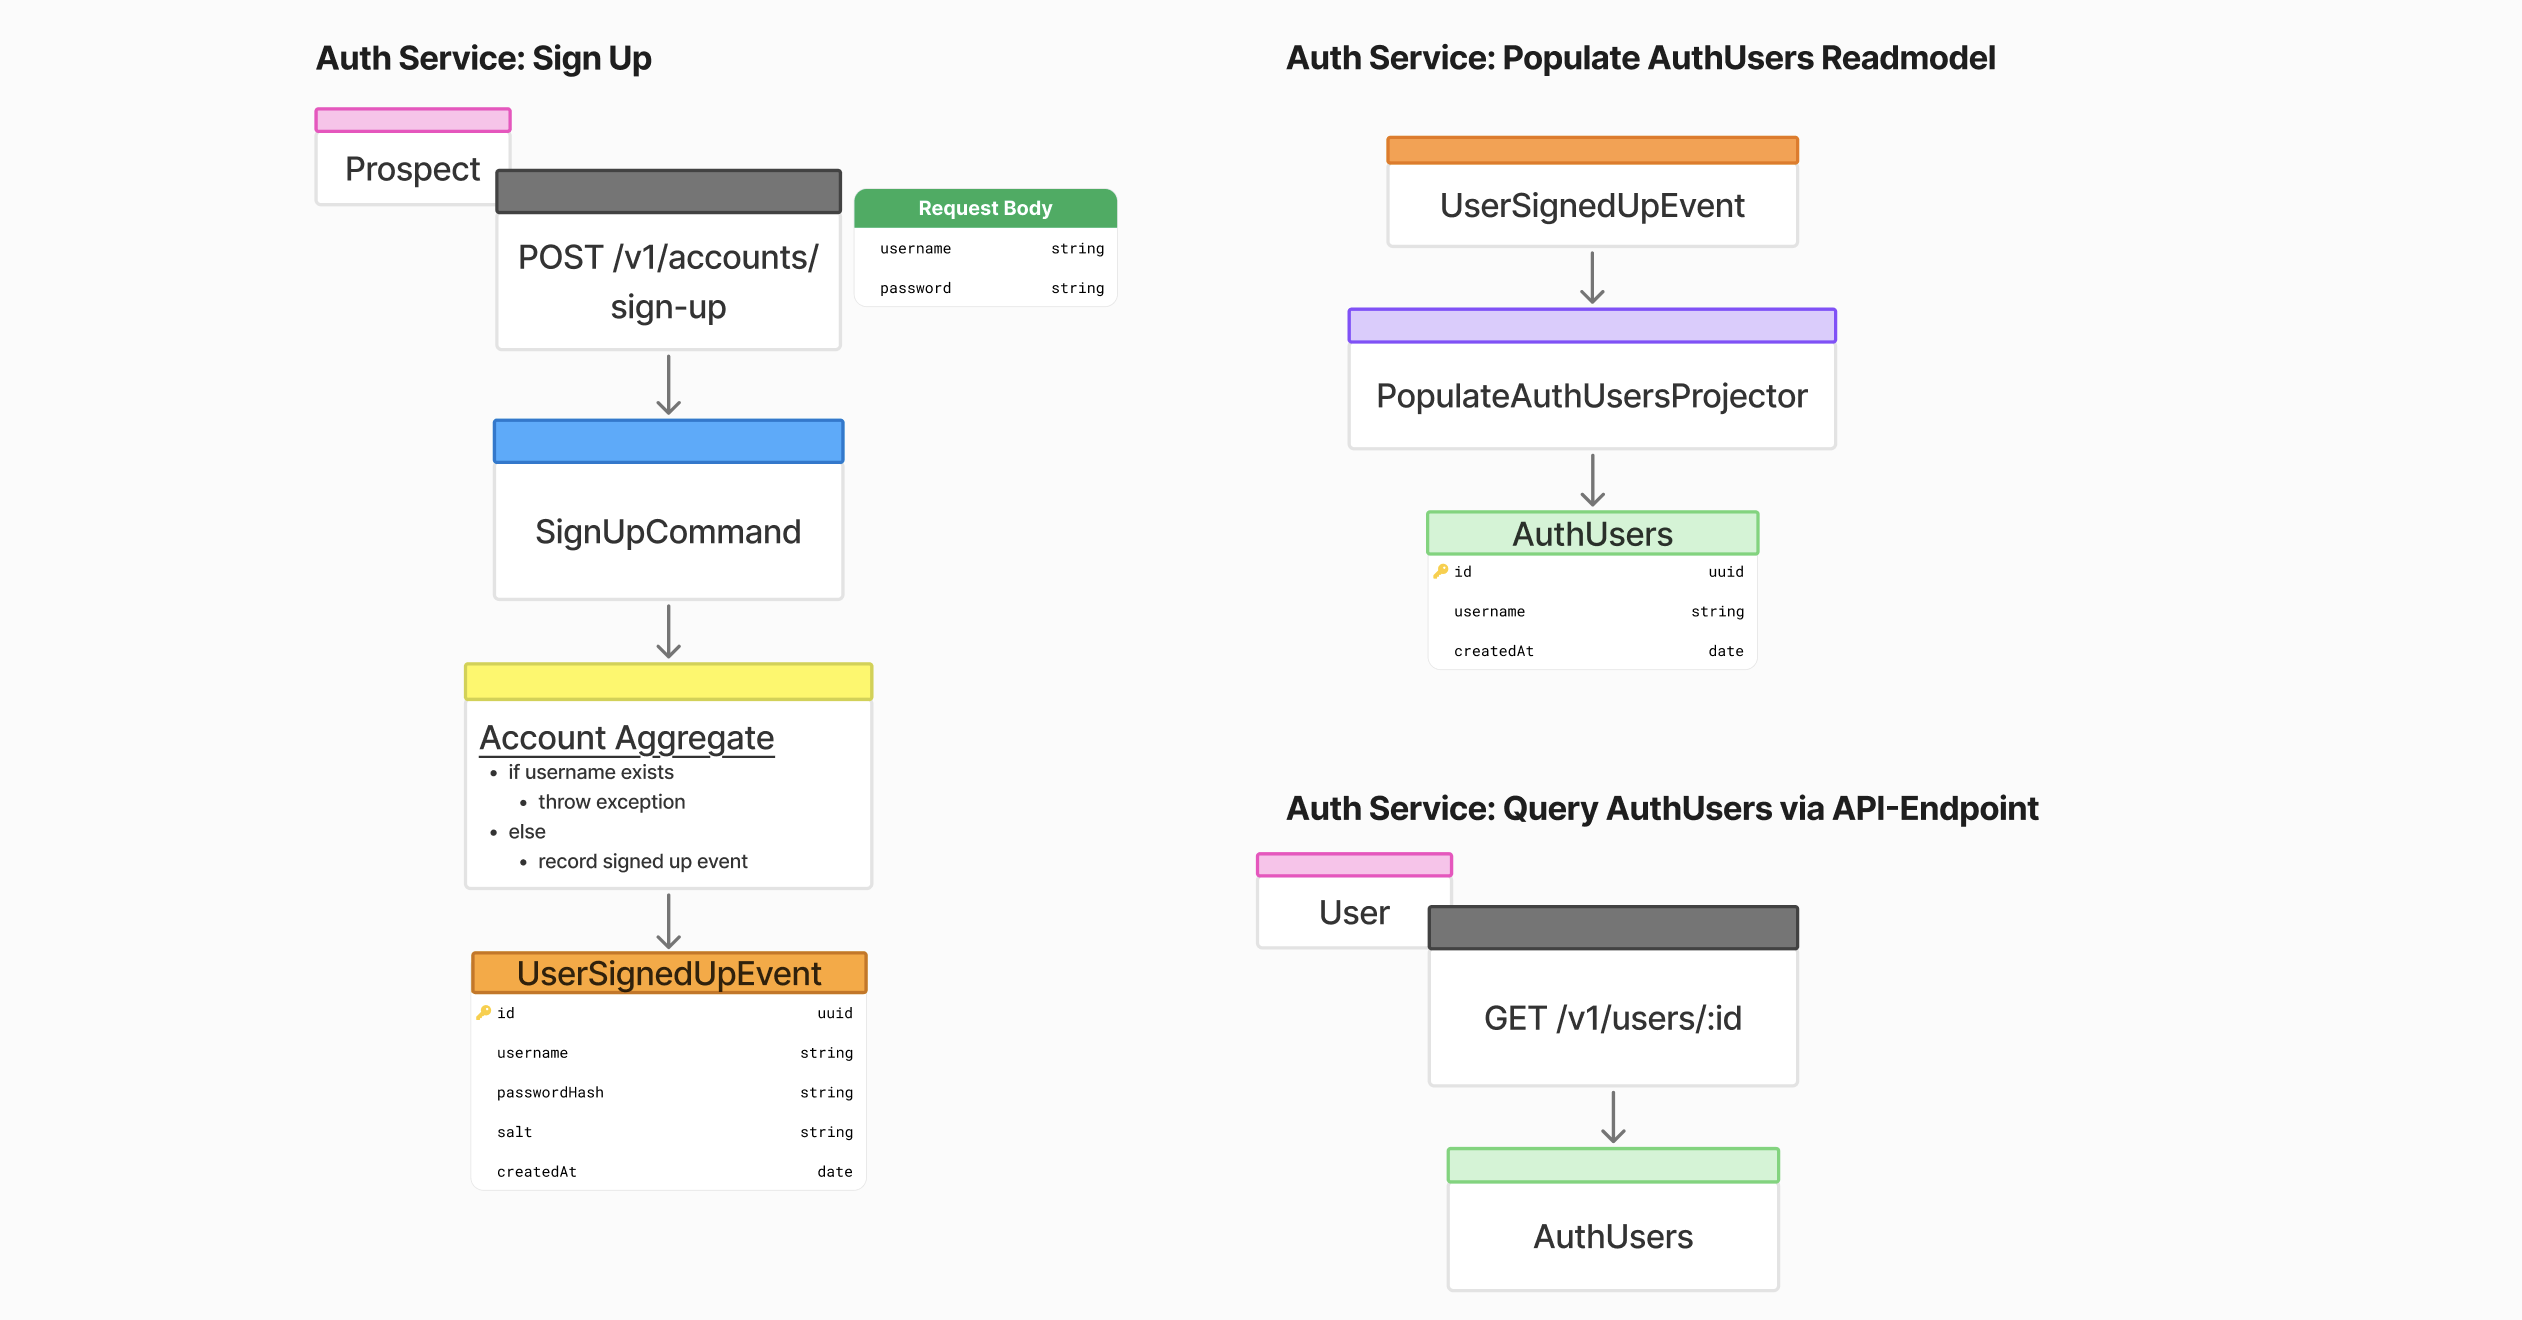 Auth Service: Sign Up
Prospect
POST /v1/accounts/
sign-up
Request Body
username string
password string
SignUpCommand
Account Aggregate
• if username exists
• throw exception
• else
• record signed up event
UserSignedUpEvent
id uuid
username string
passwordHash string
salt string
createdAt date
Auth Service: Populate AuthUsers Readmodel
UserSignedUpEvent
PopulateAuthUsersProjector
AuthUsers
id uuid
username string
createdAt date
Auth Service: Query AuthUsers via API-Endpoint
User
GET /v1/users/:id
AuthUsers